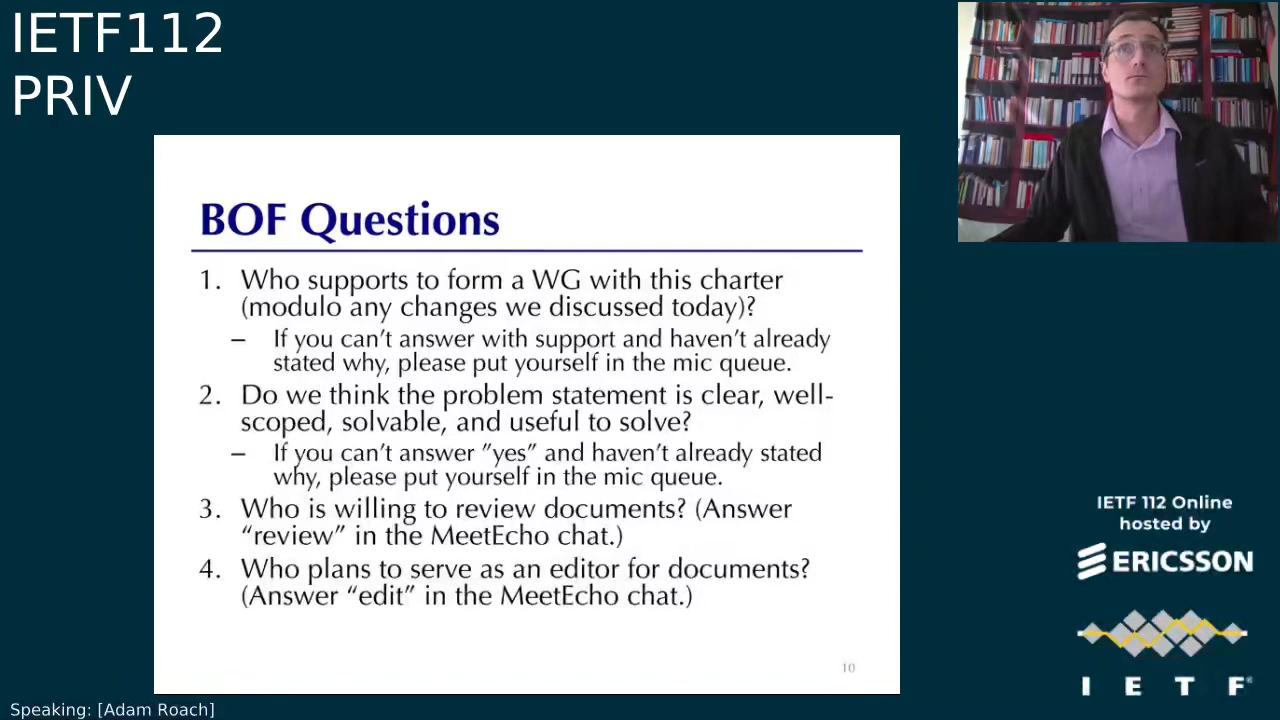 IETF112
PRIV
BOF Questions
1. Who supports to form a WG with this charter
(modulo any changes we discussed today)?
– If you can’t answer with support and haven’t already
stated why, please put yourself in the mic queue.
2. Do we think the problem statement is clear, well-
scoped, solvable, and useful to solve?
– If you can’t answer ”yes” and haven’t already stated
why, please put yourself in the mic queue.
3. Who is willing to review documents? (Answer
“review” in the MeetEcho chat.)
4. Who plans to serve as an editor for documents?
(Answer “edit” in the MeetEcho chat.)
10
IETF 112 Online
hosted by
ERICSSON
I E T F®
Speaking: [Adam Roach]